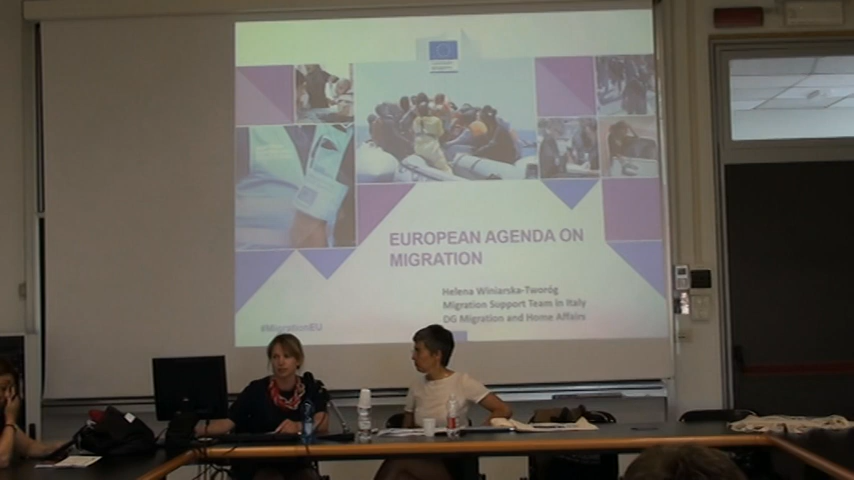 EUROPEAN AGENDA ON
MIGRATION
Helena Winiarska-Tworóg
Migration Support Team in Italy
DG Migration and Home Affairs
#MigrationEU